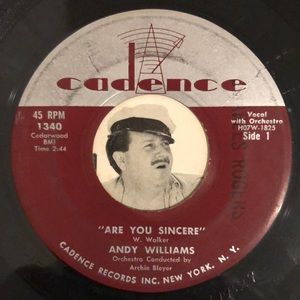 cadence
45 RPM
1340
Cedarwood
BMI
Time 2:44
Vocal
with Orchestra
H07W-1825
Side 1
"ARE YOU SINCERE"
W. Walker
ANDY WILLIAMS
Orchestra Conducted by
Archie Bleyer
CADENCE RECORDS INC. NEW YORK, N. Y.
ROGERS